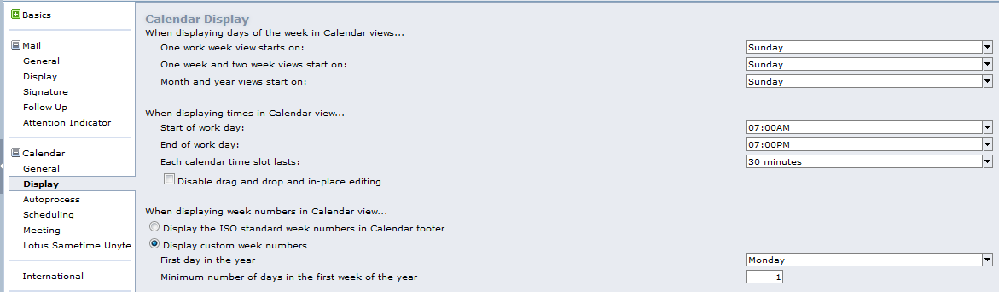 Basics
Mail
General
Display
Signature
Follow Up
Attention Indicator
Calendar
General
Display
Autoprocess
Scheduling
Meeting
Lotus Sametime Unyte
International
Calendar Display
When displaying days of the week in Calendar views...
One work week view starts on: Sunday
One week and two week views start on: Sunday
Month and year views start on: Sunday
When displaying times in Calendar view...
Start of work day: 07:00AM
End of work day: 07:00PM
Each calendar time slot lasts: 30 minutes
Disable drag and drop and in-place editing
When displaying week numbers in Calendar view...
Display the ISO standard week numbers in Calendar footer
Display custom week numbers
First day in the year Monday
Minimum number of days in the first week of the year 1